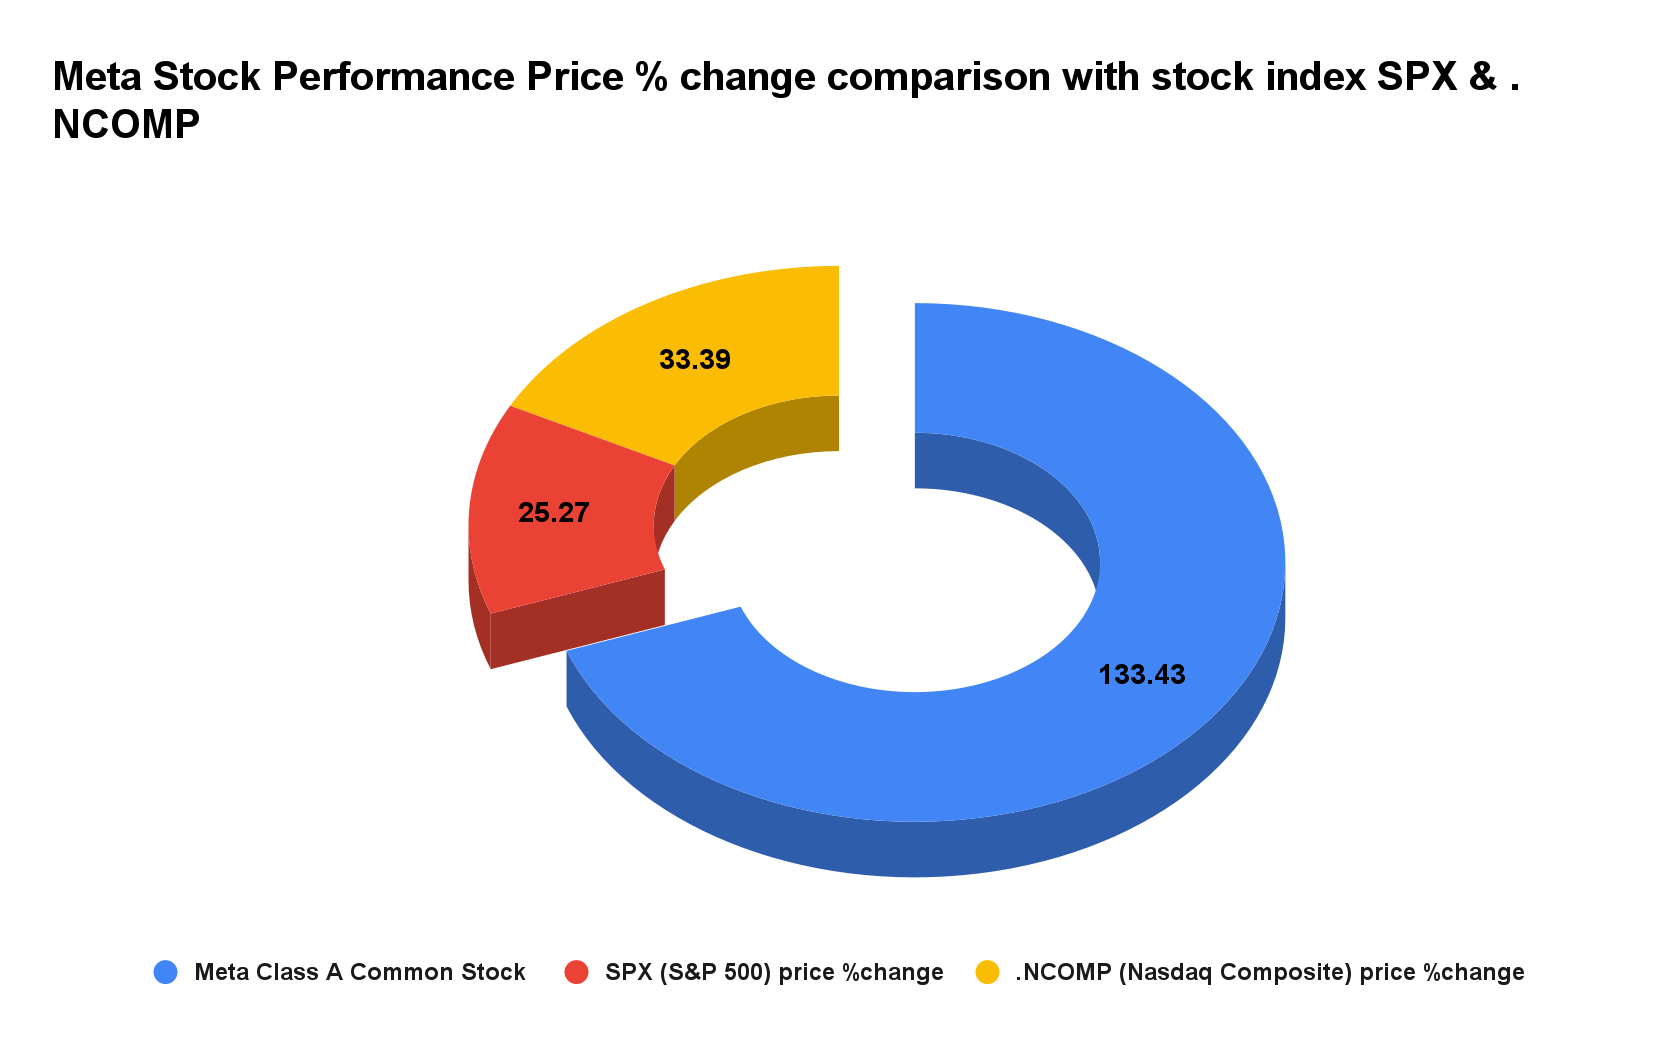 Meta Stock Performance Price % change comparison with stock index SPX & .
NCOMP
33.39
25.27
133.43
Meta Class A Common Stock
SPX (S&P 500) price %change
.NCOMP (Nasdaq Composite) price %change